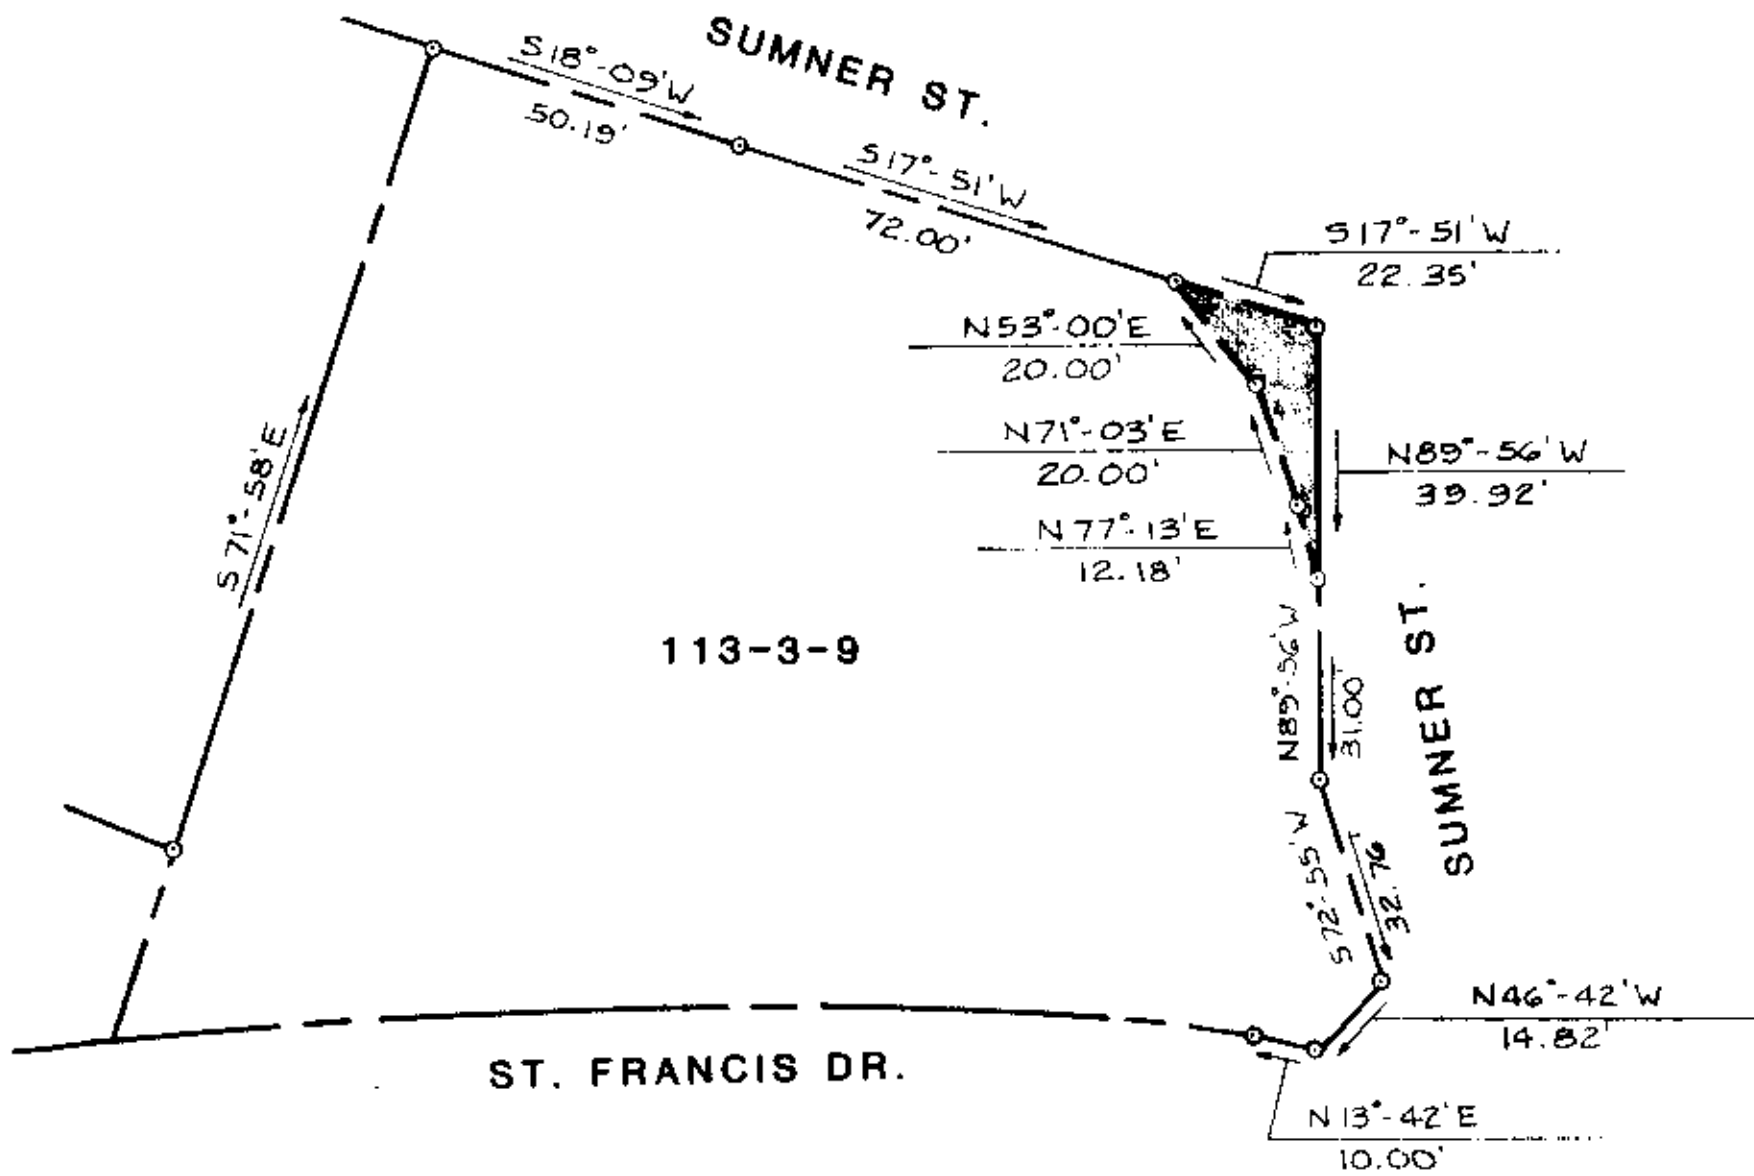 SUMNER ST.
S18°-09'W
50.19'
S17°-51'W
72.00'
S17°-51'W
22.35'
N53°-00'E
20.00'
N71°-03'E
20.00'
N89°-56'W
39.92'
N77°-13'E
12.18'
S71°-58'E
113-3-9
N89°-56'W
31.00'
SUMNER ST.
S72°-55'W
32.76
N46°-42'W
14.82'
ST. FRANCIS DR.
N13°-42'E
10.00'